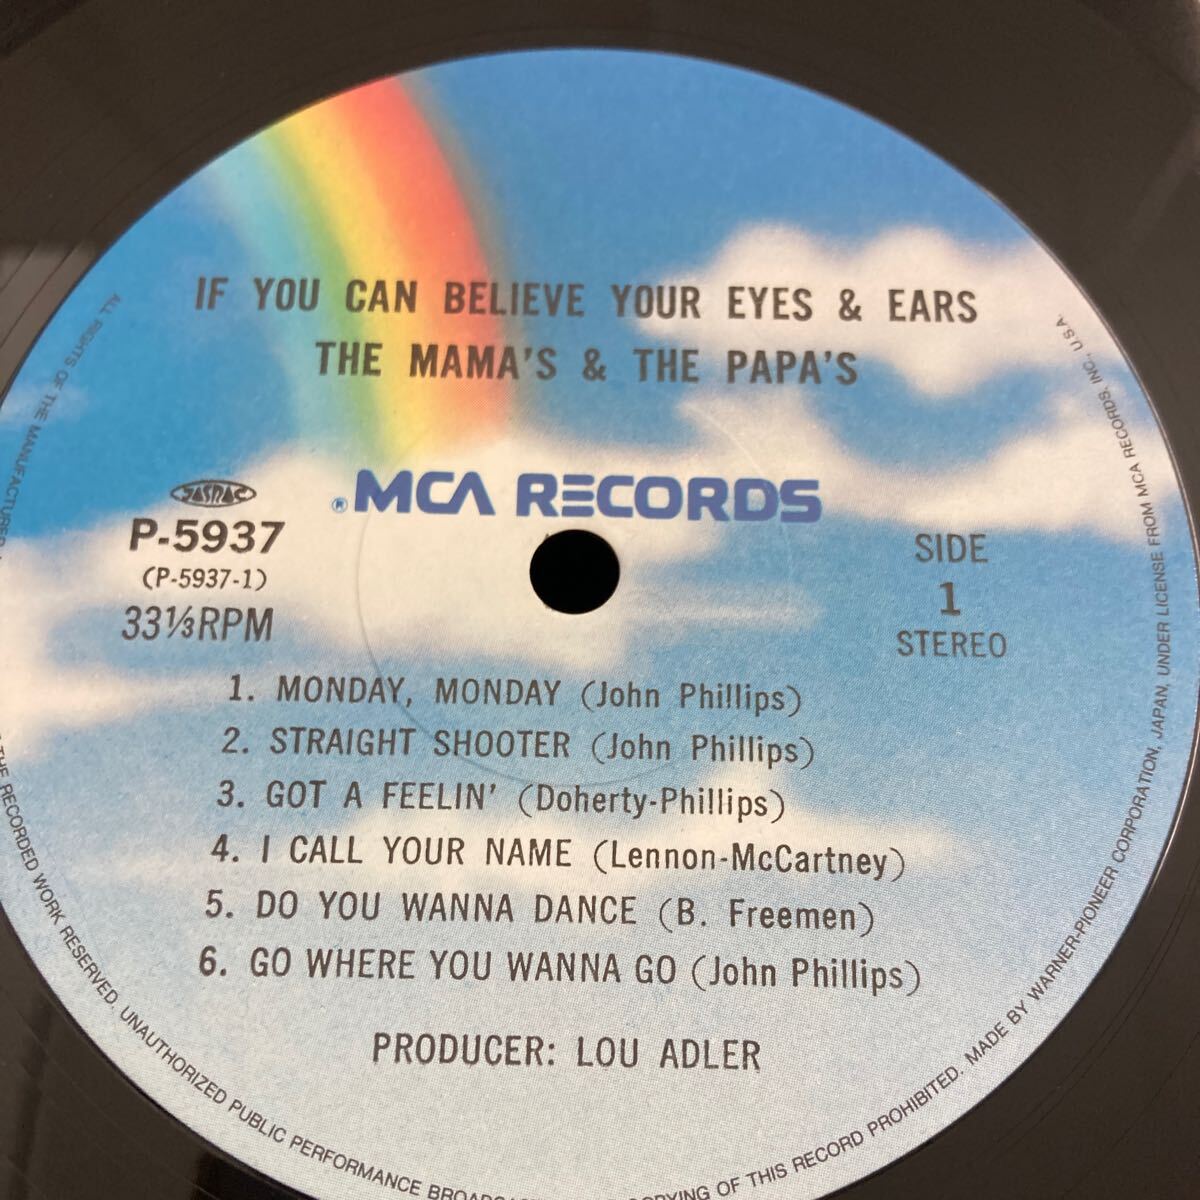 IF YOU CAN BELIEVE YOUR EYES & EARS
THE MAMA'S & THE PAPA'S
® MCA RECORDS
JASRAC
P-5937
(P-5937-1)
33⅓RPM
SIDE
1
STEREO
1. MONDAY, MONDAY (John Phillips)
2. STRAIGHT SHOOTER (John Phillips)
3. GOT A FEELIN' (Doherty-Phillips)
4. I CALL YOUR NAME (Lennon-McCartney)
5. DO YOU WANNA DANCE (B. Freemen)
6. GO WHERE YOU WANNA GO (John Phillips)
PRODUCER: LOU ADLER
ALL RIGHTS OF THE MANUFACTURER
THE RECORDED WORK RESERVED. UNAUTHORIZED PUBLIC PERFORMANCE
OF THIS RECORD PROHIBITED. MADE BY WARNER-PIONEER CORPORATION, JAPAN, UNDER LICENSE FROM MCA RECORDS, INC., U.S.A.